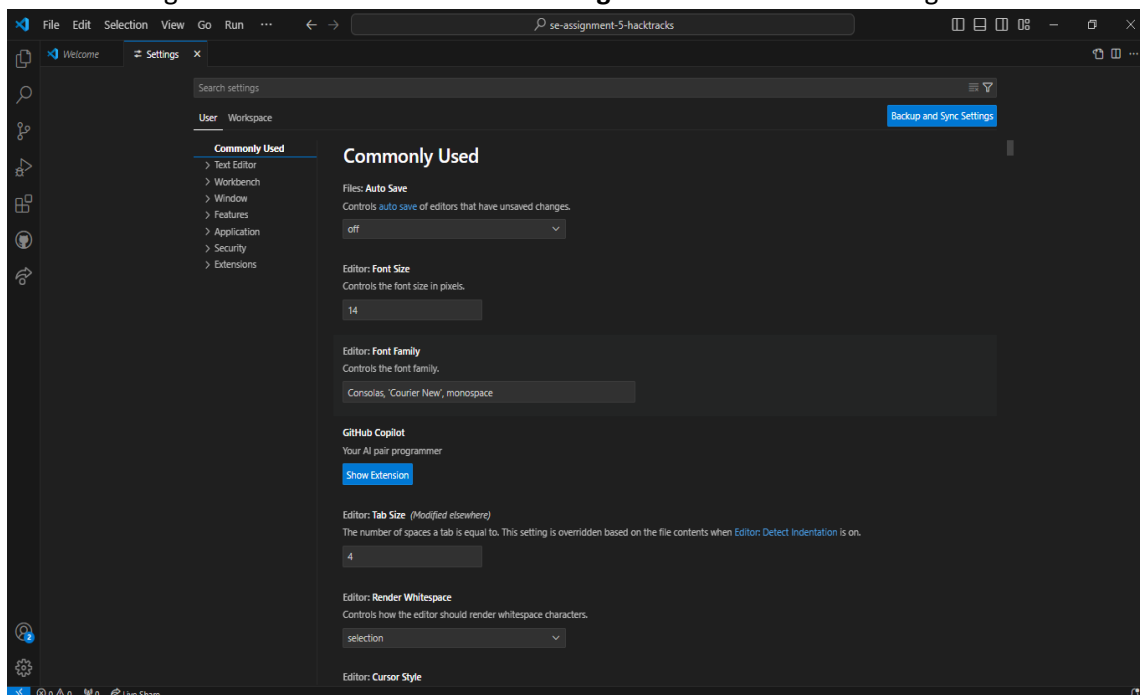 File Edit Selection View Go Run ··· ← → se-assignment-5-hacktracks
Welcome Settings
Search settings
User Workspace Backup and Sync Settings
Commonly Used
> Text Editor
> Workbench
> Window
> Features
> Application
> Security
> Extensions
Commonly Used
Files: Auto Save
Controls auto save of editors that have unsaved changes.
off
Editor: Font Size
Controls the font size in pixels.
14
Editor: Font Family
Controls the font family.
Consolas, 'Courier New', monospace
GitHub Copilot
Your AI pair programmer
Show Extension
Editor: Tab Size (Modified elsewhere)
The number of spaces a tab is equal to. This setting is overridden based on the file contents when Editor: Detect Indentation is on.
4
Editor: Render Whitespace
Controls how the editor should render whitespace characters.
selection
Editor: Cursor Style
2
0 0 0 Live Share